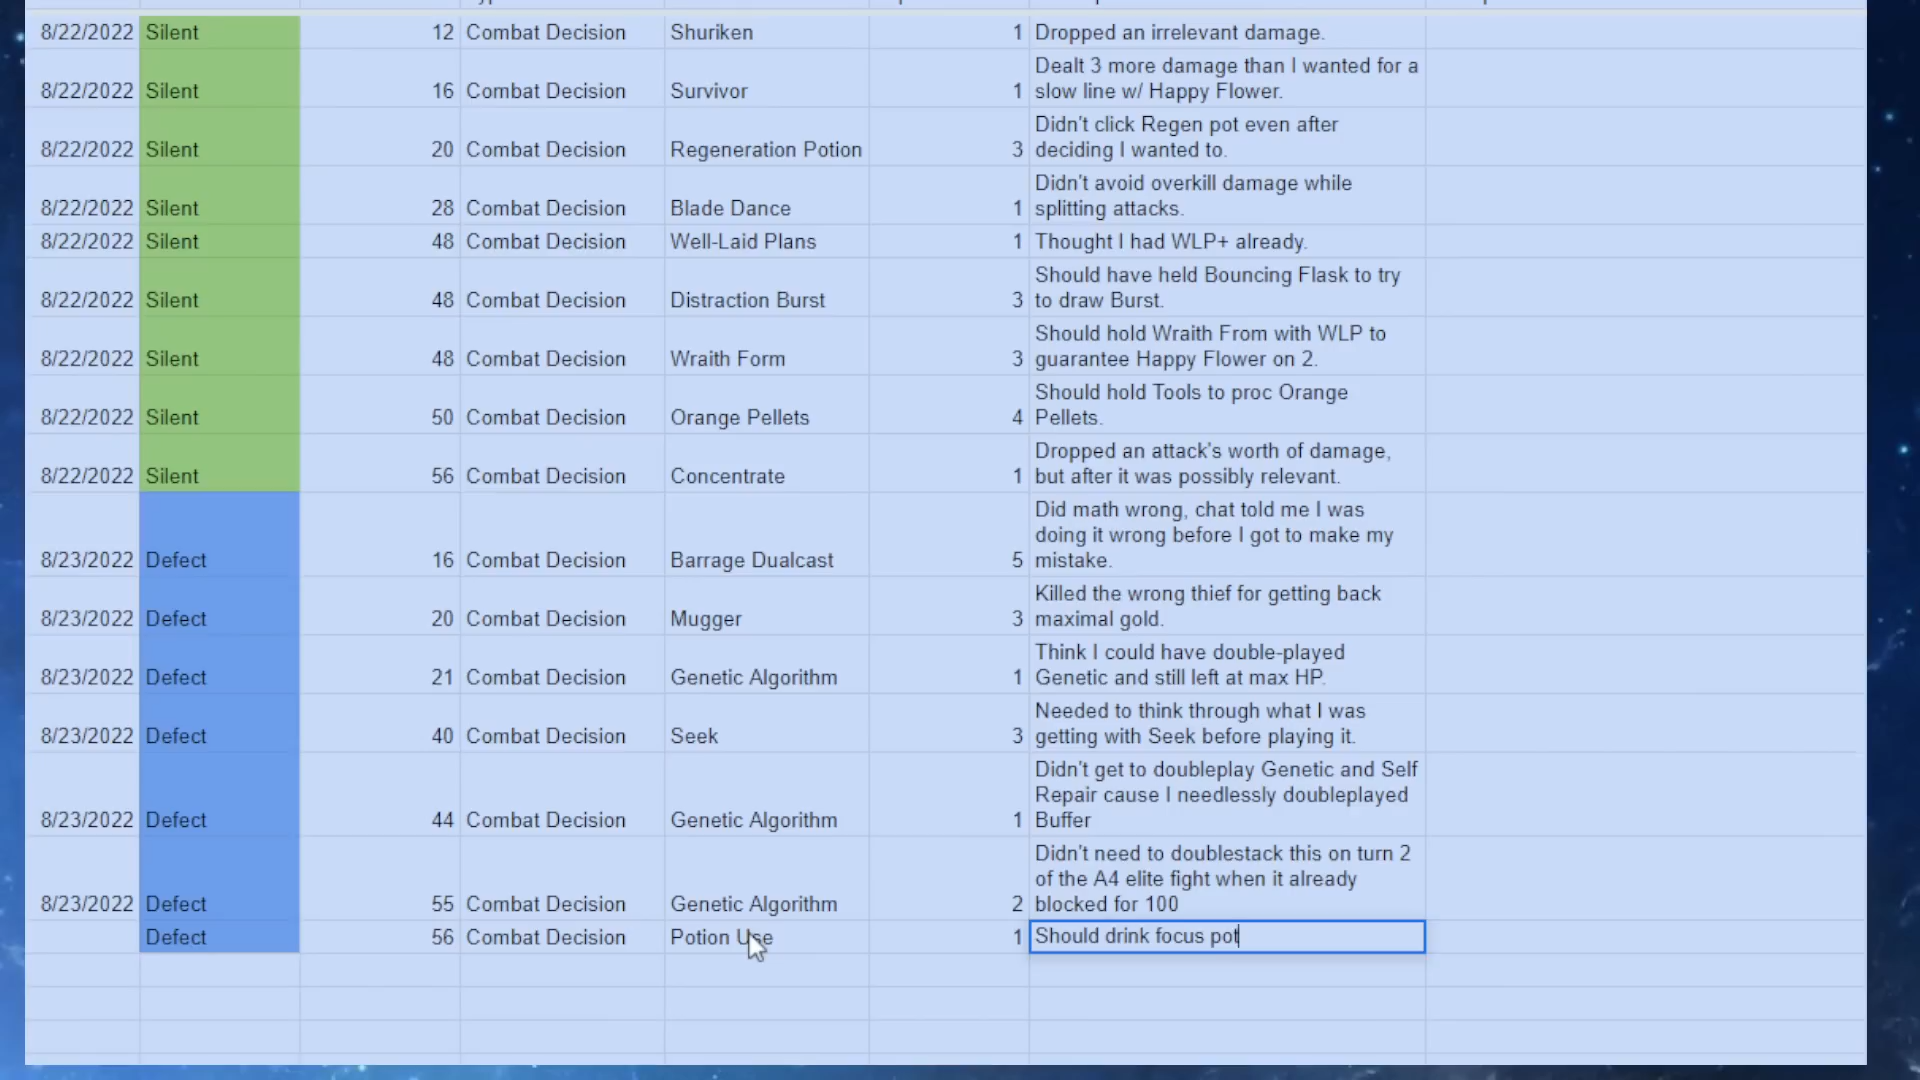 8/22/2022 Silent 12 Combat Decision Shuriken 1 Dropped an irrelevant damage.
Dealt 3 more damage than I wanted for a
8/22/2022 Silent 16 Combat Decision Survivor 1 slow line w/ Happy Flower.
Didn't click Regen pot even after
8/22/2022 Silent 20 Combat Decision Regeneration Potion 3 deciding I wanted to.
Didn't avoid overkill damage while
8/22/2022 Silent 28 Combat Decision Blade Dance 1 splitting attacks.
8/22/2022 Silent 48 Combat Decision Well-Laid Plans 1 Thought I had WLP+ already.
Should have held Bouncing Flask to try
8/22/2022 Silent 48 Combat Decision Distraction Burst 3 to draw Burst.
Should hold Wraith From with WLP to
8/22/2022 Silent 48 Combat Decision Wraith Form 3 guarantee Happy Flower on 2.
Should hold Tools to proc Orange
8/22/2022 Silent 50 Combat Decision Orange Pellets 4 Pellets.
Dropped an attack's worth of damage,
8/22/2022 Silent 56 Combat Decision Concentrate 1 but after it was possibly relevant.
Did math wrong, chat told me I was
doing it wrong before I got to make my
8/23/2022 Defect 16 Combat Decision Barrage Dualcast 5 mistake.
Killed the wrong thief for getting back
8/23/2022 Defect 20 Combat Decision Mugger 3 maximal gold.
Think I could have double-played
8/23/2022 Defect 21 Combat Decision Genetic Algorithm 1 Genetic and still left at max HP.
Needed to think through what I was
8/23/2022 Defect 40 Combat Decision Seek 3 getting with Seek before playing it.
Didn't get to doubleplay Genetic and Self
Repair cause I needlessly doubleplayed
8/23/2022 Defect 44 Combat Decision Genetic Algorithm 1 Buffer
Didn't need to doublestack this on turn 2
of the A4 elite fight when it already
8/23/2022 Defect 55 Combat Decision Genetic Algorithm 2 blocked for 100
Defect 56 Combat Decision Potion Use 1 Should drink focus pot